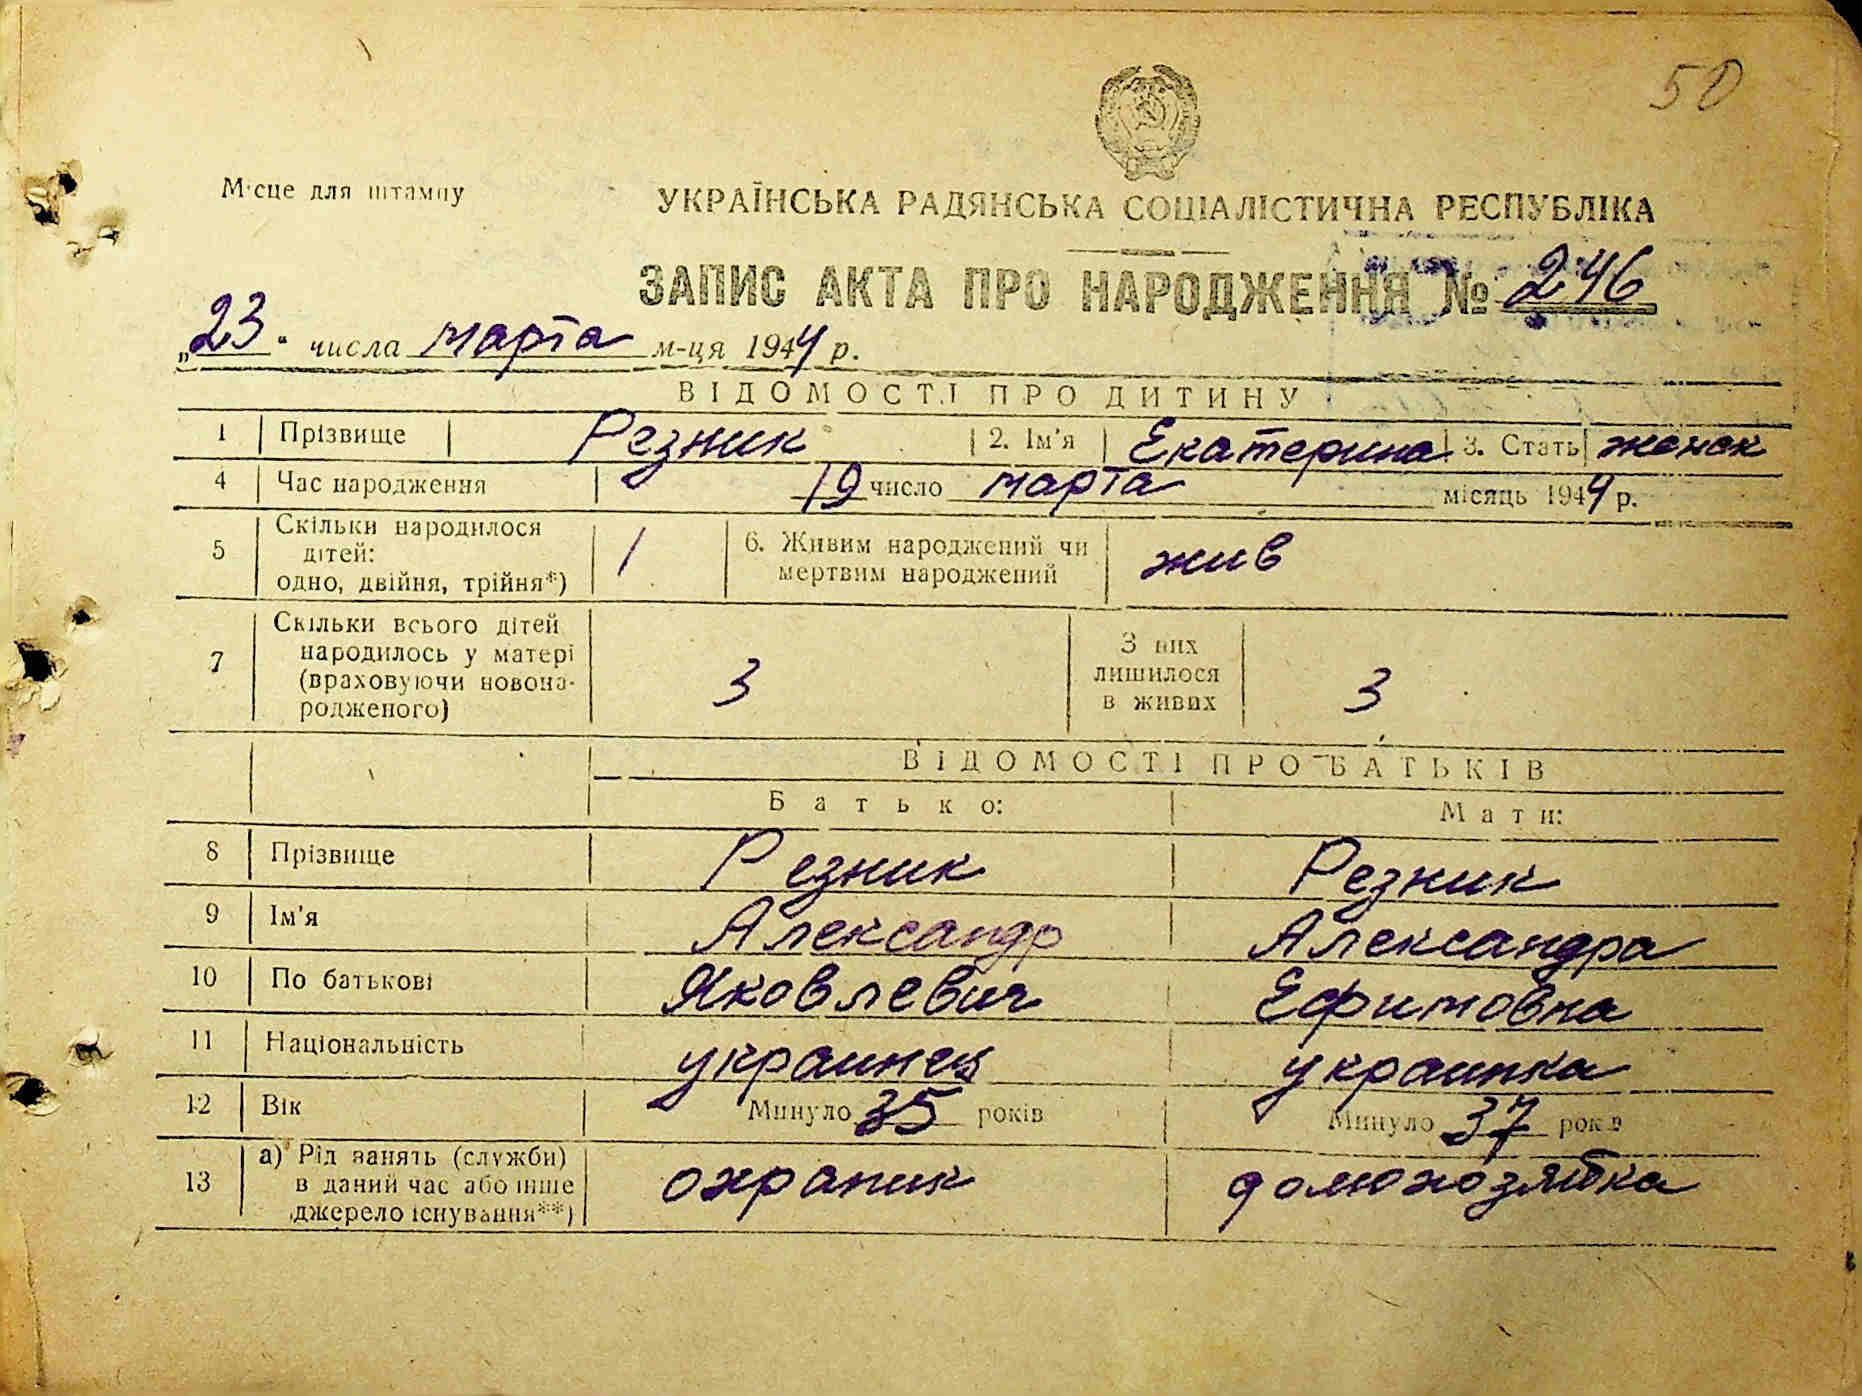 50
Місце для штампу
УКРАЇНСЬКА РАДЯНСЬКА СОЦІАЛІСТИЧНА РЕСПУБЛІКА
ЗАПИС АКТА ПРО НАРОДЖЕННЯ № 246
„23" числа марта м-ця 1944 р.
ВІДОМОСТІ ПРО ДИТИНУ
1 Прізвище Резник 2. Ім'я Екатерина 3. Стать женск
4 Час народження 19 число марта місяць 1944 р.
5 Скільки народилося дітей: одно, двійня, трійня*) 1 6. Живим народжений чи мертвим народжений жив
7 Скільки всього дітей народилось у матері (враховуючи новонародженого) 3 З них лишилося в живих 3
ВІДОМОСТІ ПРО БАТЬКІВ
Батько: Мати:
8 Прізвище Резник Резник
9 Ім'я Александр Александра
10 По батькові Яковлевич Ефимовна
11 Національність украинец украинка
12 Вік Минуло 35 років Минуло 37 років
13 а) Рід занять (служби) в даний час або інше джерело існування**) охраник домохозяйка